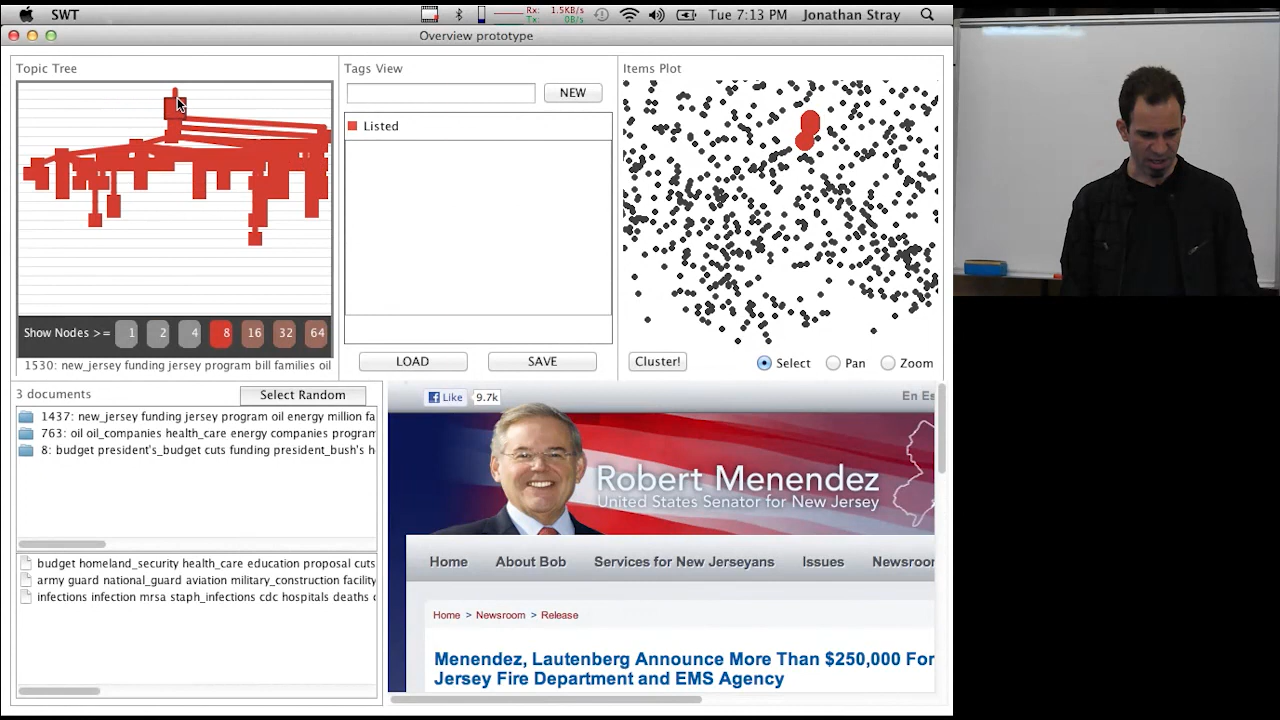 SWT
Rx: 1.5KB/s
Tx: 0B/s
Tue 7:13 PM Jonathan Stray
Overview prototype
Topic Tree
Tags View
Items Plot
NEW
Listed
Show Nodes >= 1 2 4 8 16 32 64
1530: new_jersey funding jersey program bill families oil
LOAD
SAVE
Cluster!
Select
Pan
Zoom
3 documents
Select Random
1437: new_jersey funding jersey program oil energy million fa
763: oil oil_companies health_care energy companies program
8: budget president's_budget cuts funding president_bush's h
budget homeland_security health_care education proposal cuts
army guard national_guard aviation military_construction facility
infections infection mrsa staph_infections cdc hospitals deaths c
Like 9.7k
En Es
Robert Menendez
United States Senator for New Jersey
Home About Bob Services for New Jerseyans Issues Newsroom
Home > Newsroom > Release
Menendez, Lautenberg Announce More Than $250,000 For
Jersey Fire Department and EMS Agency